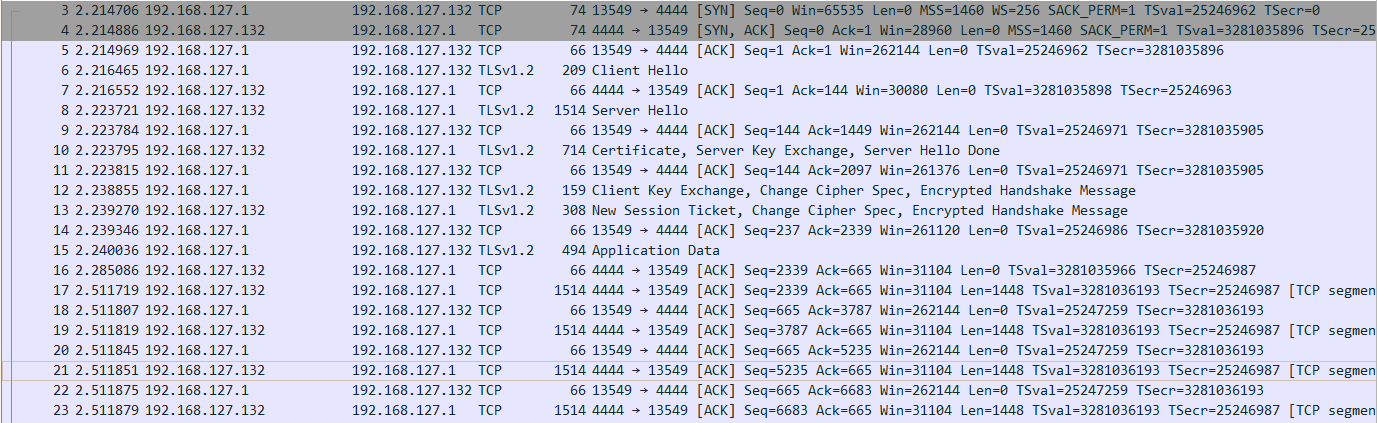 3 2.214706 192.168.127.1 192.168.127.132 TCP 74 13549 → 4444 [SYN] Seq=0 Win=65535 Len=0 MSS=1460 WS=256 SACK_PERM=1 TSval=25246962 TSecr=0
4 2.214886 192.168.127.132 192.168.127.1 TCP 74 4444 → 13549 [SYN, ACK] Seq=0 Ack=1 Win=28960 Len=0 MSS=1460 SACK_PERM=1 TSval=3281035896 TSecr=25
5 2.214969 192.168.127.1 192.168.127.132 TCP 66 13549 → 4444 [ACK] Seq=1 Ack=1 Win=262144 Len=0 TSval=25246962 TSecr=3281035896
6 2.216465 192.168.127.1 192.168.127.132 TLSv1.2 209 Client Hello
7 2.216552 192.168.127.132 192.168.127.1 TCP 66 4444 → 13549 [ACK] Seq=1 Ack=144 Win=30080 Len=0 TSval=3281035898 TSecr=25246963
8 2.223721 192.168.127.132 192.168.127.1 TLSv1.2 1514 Server Hello
9 2.223784 192.168.127.1 192.168.127.132 TCP 66 13549 → 4444 [ACK] Seq=144 Ack=1449 Win=262144 Len=0 TSval=25246971 TSecr=3281035905
10 2.223795 192.168.127.132 192.168.127.1 TLSv1.2 714 Certificate, Server Key Exchange, Server Hello Done
11 2.223815 192.168.127.1 192.168.127.132 TCP 66 13549 → 4444 [ACK] Seq=144 Ack=2097 Win=261376 Len=0 TSval=25246971 TSecr=3281035905
12 2.238855 192.168.127.1 192.168.127.132 TLSv1.2 159 Client Key Exchange, Change Cipher Spec, Encrypted Handshake Message
13 2.239270 192.168.127.132 192.168.127.1 TLSv1.2 308 New Session Ticket, Change Cipher Spec, Encrypted Handshake Message
14 2.239346 192.168.127.1 192.168.127.132 TCP 66 13549 → 4444 [ACK] Seq=237 Ack=2339 Win=261120 Len=0 TSval=25246986 TSecr=3281035920
15 2.240036 192.168.127.1 192.168.127.132 TLSv1.2 494 Application Data
16 2.285086 192.168.127.132 192.168.127.1 TCP 66 4444 → 13549 [ACK] Seq=2339 Ack=665 Win=31104 Len=0 TSval=3281035966 TSecr=25246987
17 2.511719 192.168.127.132 192.168.127.1 TCP 1514 4444 → 13549 [ACK] Seq=2339 Ack=665 Win=31104 Len=1448 TSval=3281036193 TSecr=25246987 [TCP segmen
18 2.511807 192.168.127.1 192.168.127.132 TCP 66 13549 → 4444 [ACK] Seq=665 Ack=3787 Win=262144 Len=0 TSval=25247259 TSecr=3281036193
19 2.511819 192.168.127.132 192.168.127.1 TCP 1514 4444 → 13549 [ACK] Seq=3787 Ack=665 Win=31104 Len=1448 TSval=3281036193 TSecr=25246987 [TCP segmen
20 2.511845 192.168.127.1 192.168.127.132 TCP 66 13549 → 4444 [ACK] Seq=665 Ack=5235 Win=262144 Len=0 TSval=25247259 TSecr=3281036193
21 2.511851 192.168.127.132 192.168.127.1 TCP 1514 4444 → 13549 [ACK] Seq=5235 Ack=665 Win=31104 Len=1448 TSval=3281036193 TSecr=25246987 [TCP segmen
22 2.511875 192.168.127.1 192.168.127.132 TCP 66 13549 → 4444 [ACK] Seq=665 Ack=6683 Win=262144 Len=0 TSval=25247259 TSecr=3281036193
23 2.511879 192.168.127.132 192.168.127.1 TCP 1514 4444 → 13549 [ACK] Seq=6683 Ack=665 Win=31104 Len=1448 TSval=3281036193 TSecr=25246987 [TCP segmen